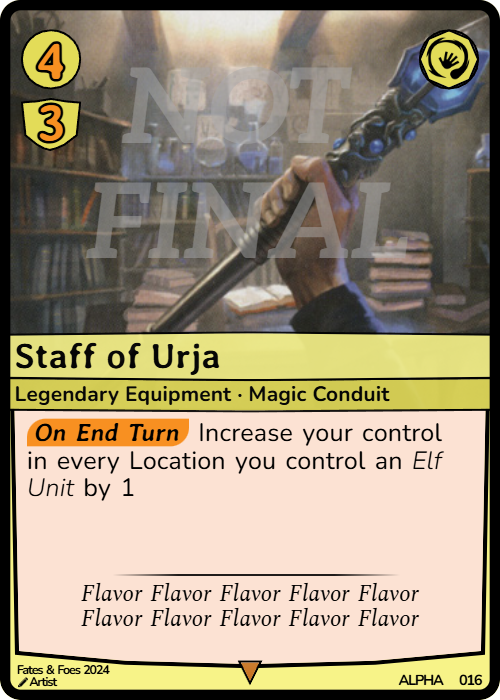 4
3
NOT
FINAL
Staff of Urja
Legendary Equipment · Magic Conduit
On End Turn Increase your control
in every Location you control an Elf
Unit by 1
Flavor Flavor Flavor Flavor Flavor
Flavor Flavor Flavor Flavor Flavor
Fates & Foes 2024
Artist
ALPHA 016